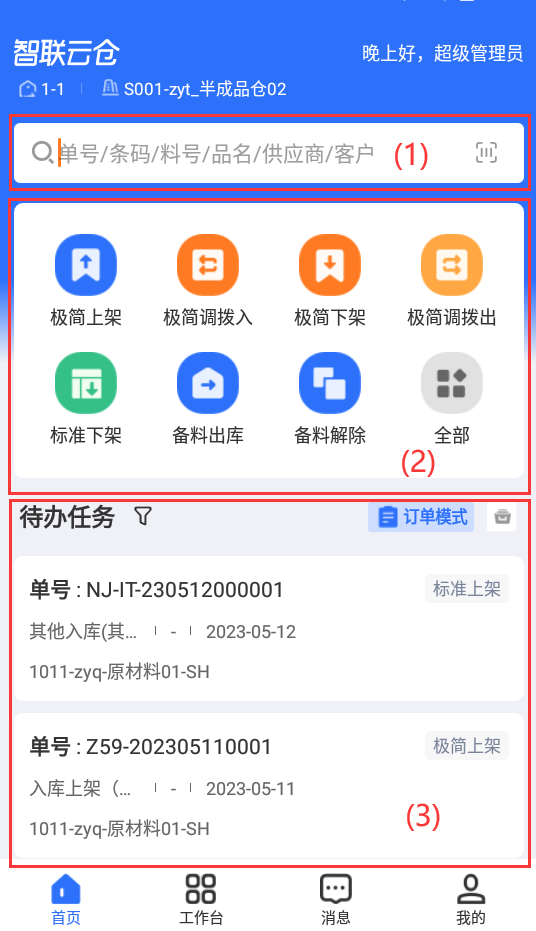 智联云仓
晚上好，超级管理员
1-1
S001-zyt_半成品仓02
单号/条码/料号/品名/供应商/客户
(1)
极简上架 极简调拨入 极简下架 极简调拨出
标准下架 备料出库 备料解除 全部
(2)
待办任务
订单模式
单号 : NJ-IT-230512000001
标准上架
其他入库(其... - 2023-05-12
1011-zyq-原材料01-SH
单号 : Z59-202305110001
极简上架
入库上架（... - 2023-05-11
1011-zyq-原材料01-SH
(3)
首页 工作台 消息 我的